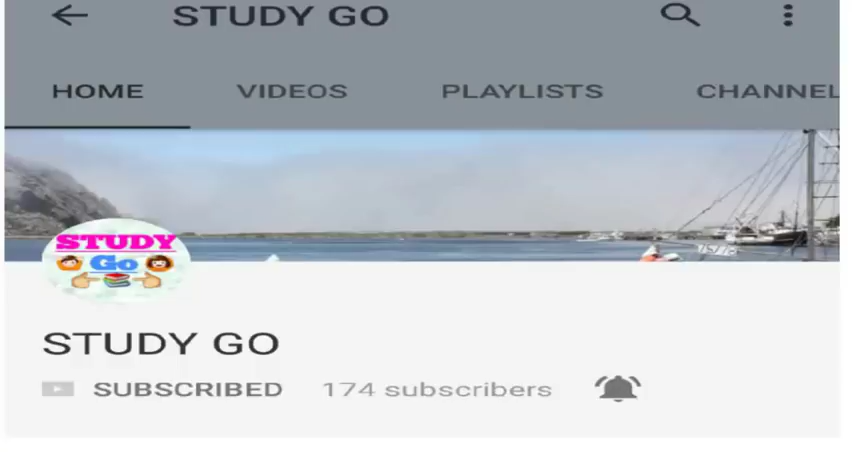 STUDY GO
HOME VIDEOS PLAYLISTS CHANNEL
STUDY
Go
STUDY GO
SUBSCRIBED 174 subscribers